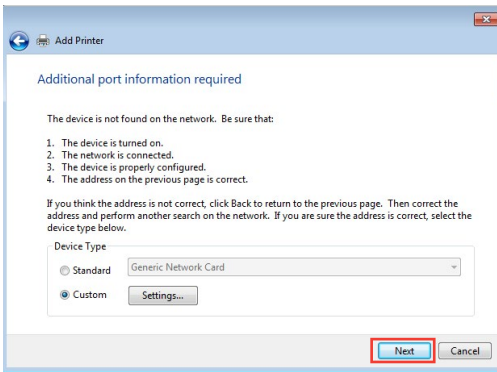 Add Printer
Additional port information required
The device is not found on the network. Be sure that:
1. The device is turned on.
2. The network is connected.
3. The device is properly configured.
4. The address on the previous page is correct.
If you think the address is not correct, click Back to return to the previous page. Then correct the
address and perform another search on the network. If you are sure the address is correct, select the
device type below.
Device Type
Standard Generic Network Card
Custom Settings...
Next Cancel